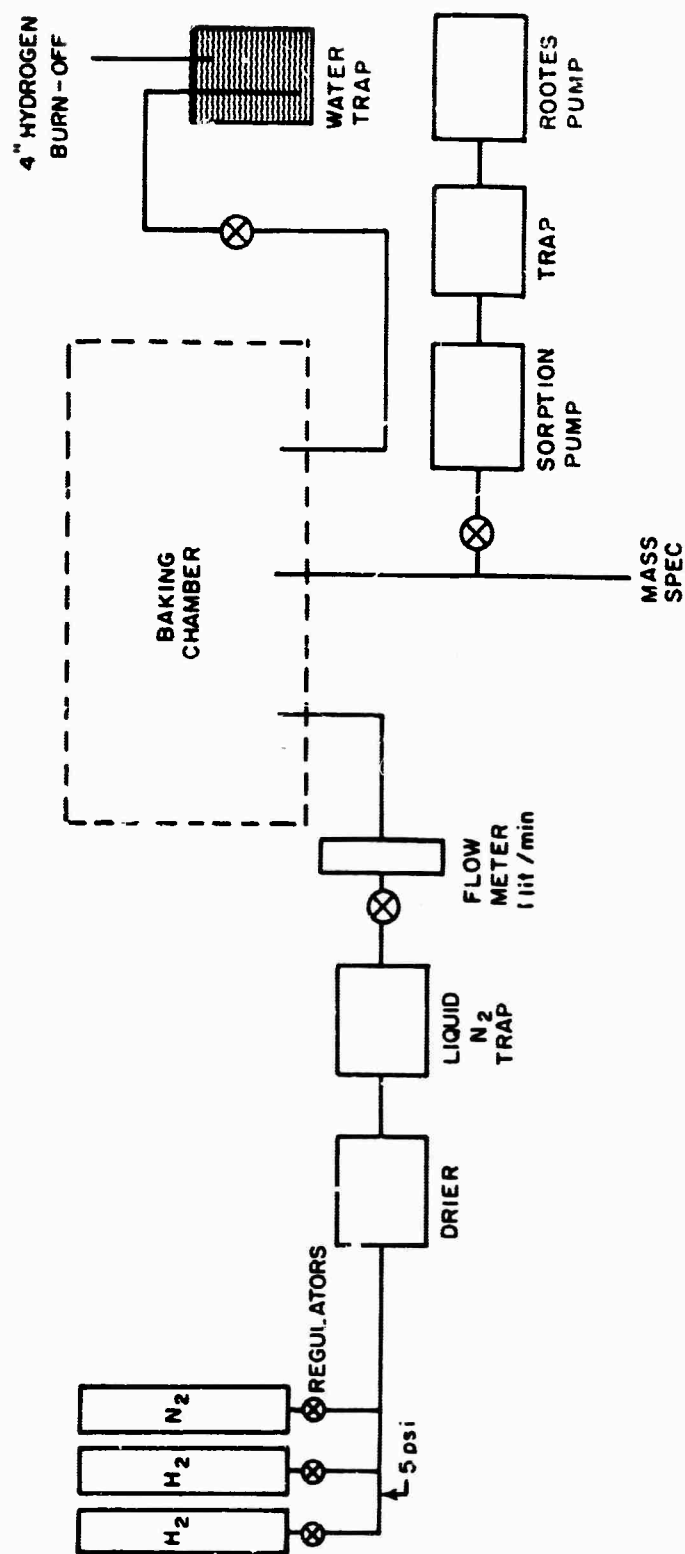 H2
H2
N2
REGULATORS
5 psi
DRIER
LIQUID
N2
TRAP
FLOW
METER
1 lit/min
BAKING
CHAMBER
MASS
SPEC
SORPTION
PUMP
TRAP
ROOTES
PUMP
WATER
TRAP
4" HYDROGEN
BURN-OFF